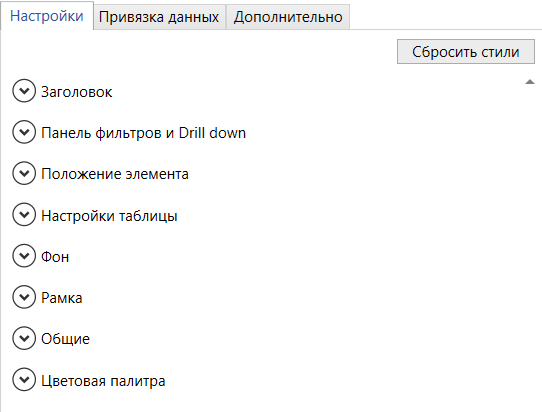 Настройки Привязка данных Дополнительно
Сбросить стили
Заголовок
Панель фильтров и Drill down
Положение элемента
Настройки таблицы
Фон
Рамка
Общие
Цветовая палитра